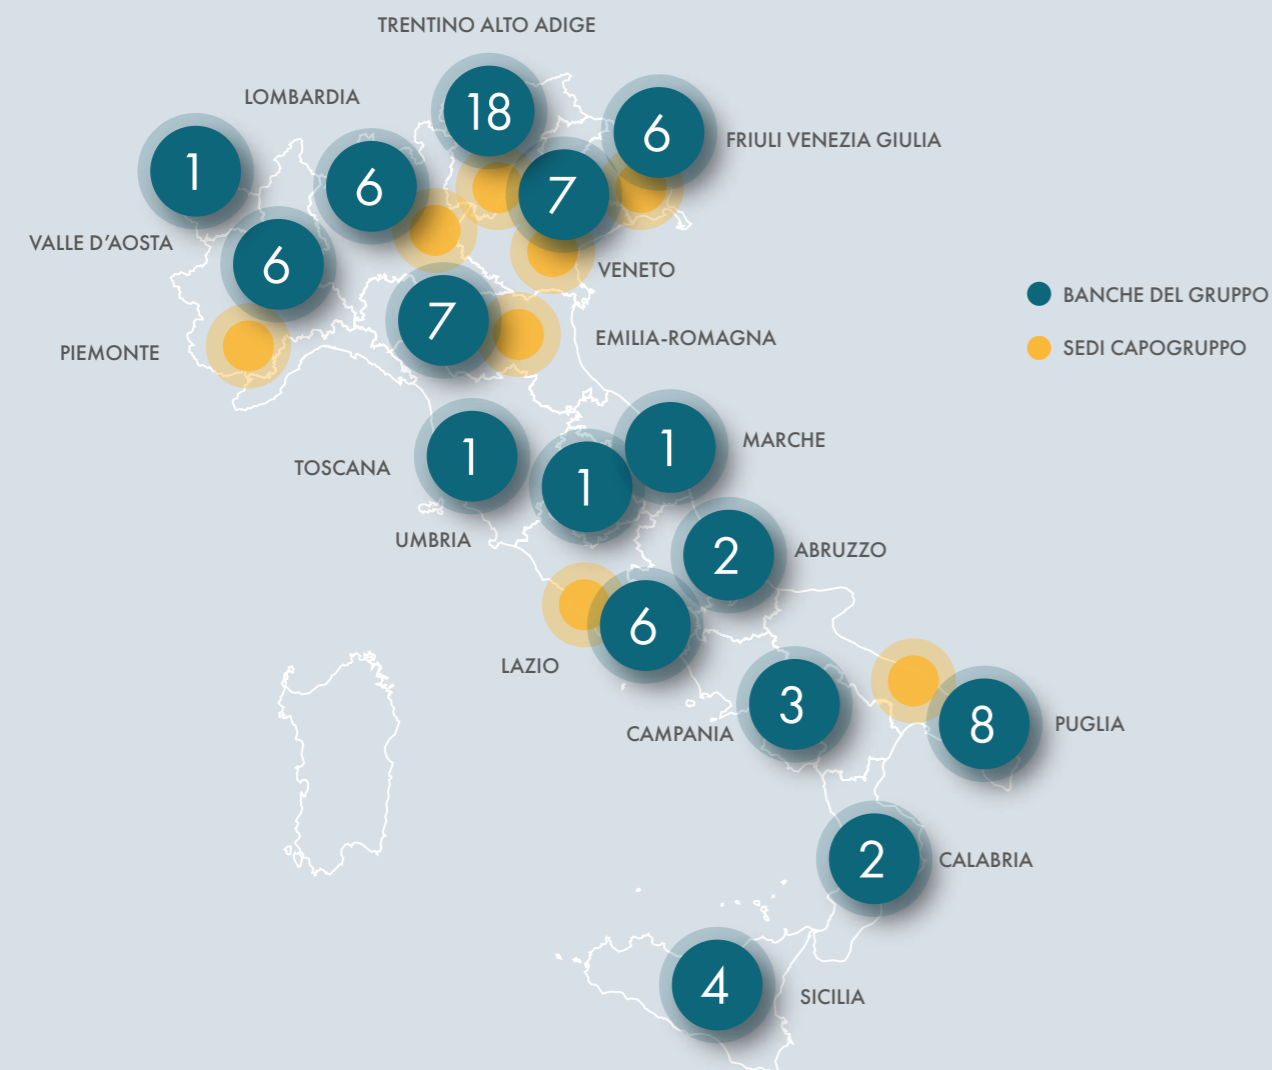 TRENTINO ALTO ADIGE
LOMBARDIA
18
6
FRIULI VENEZIA GIULIA
1
6
7
VALLE D'AOSTA
6
VENETO
BANCHE DEL GRUPPO
7
EMILIA-ROMAGNA
SEDI CAPOGRUPPO
PIEMONTE
1
MARCHE
TOSCANA
1
1
UMBRIA
2
ABRUZZO
6
LAZIO
3
CAMPANIA
8
PUGLIA
2
CALABRIA
4
SICILIA